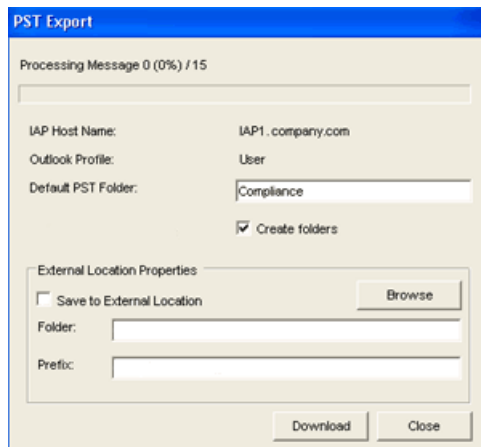 PST Export
Processing Message 0 (0%) / 15
IAP Host Name: IAP1.company.com
Outlook Profile: User
Default PST Folder: Compliance
Create folders
External Location Properties
Save to External Location Browse
Folder:
Prefix:
Download Close